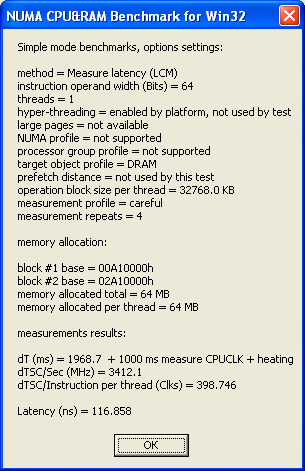 NUMA CPU&RAM Benchmark for Win32
Simple mode benchmarks, options settings:
method = Measure latency (LCM)
instruction operand width (Bits) = 64
threads = 1
hyper-threading = enabled by platform, not used by test
large pages = not available
NUMA profile = not supported
processor group profile = not supported
target object profile = DRAM
prefetch distance = not used by this test
operation block size per thread = 32768.0 KB
measurement profile = careful
measurement repeats = 4
memory allocation:
block #1 base = 00A10000h
block #2 base = 02A10000h
memory allocated total = 64 MB
memory allocated per thread = 64 MB
measurements results:
dT (ms) = 1968.7  + 1000 ms measure CPUCLK + heating
dTSC/Sec (MHz) = 3412.1
dTSC/Instruction per thread (Clks) = 398.746
Latency (ns) = 116.858
OK